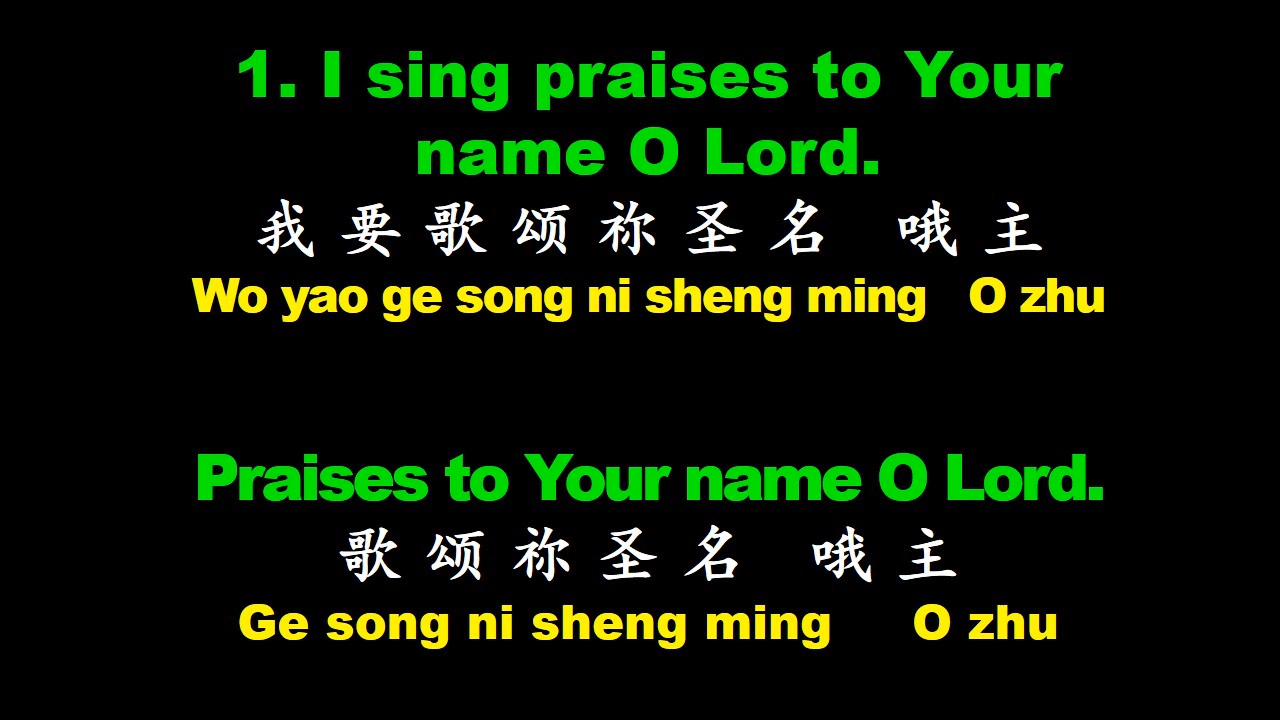 1. I sing praises to Your
name O Lord.
我 要 歌 颂 祢 圣 名 哦 主
Wo yao ge song ni sheng ming O zhu
Praises to Your name O Lord.
歌 颂 祢 圣 名 哦 主
Ge song ni sheng ming O zhu